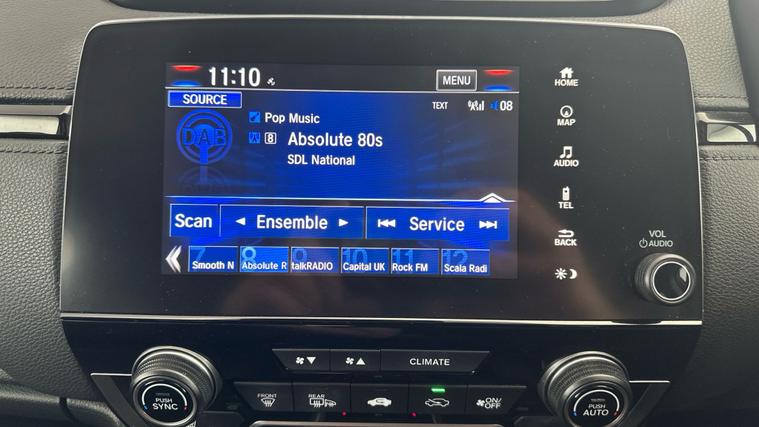 11:10
MENU
SOURCE
TEXT
08
DAB
Pop Music
8 Absolute 80s
SDL National
Scan
Ensemble
Service
7 Smooth N
8 Absolute R
9 talkRADIO
10 Capital UK
11 Rock FM
12 Scala Radi
HOME
MAP
AUDIO
TEL
BACK
VOL
AUDIO
CLIMATE
PUSH
SYNC
FRONT
REAR
ON/
OFF
PUSH
AUTO